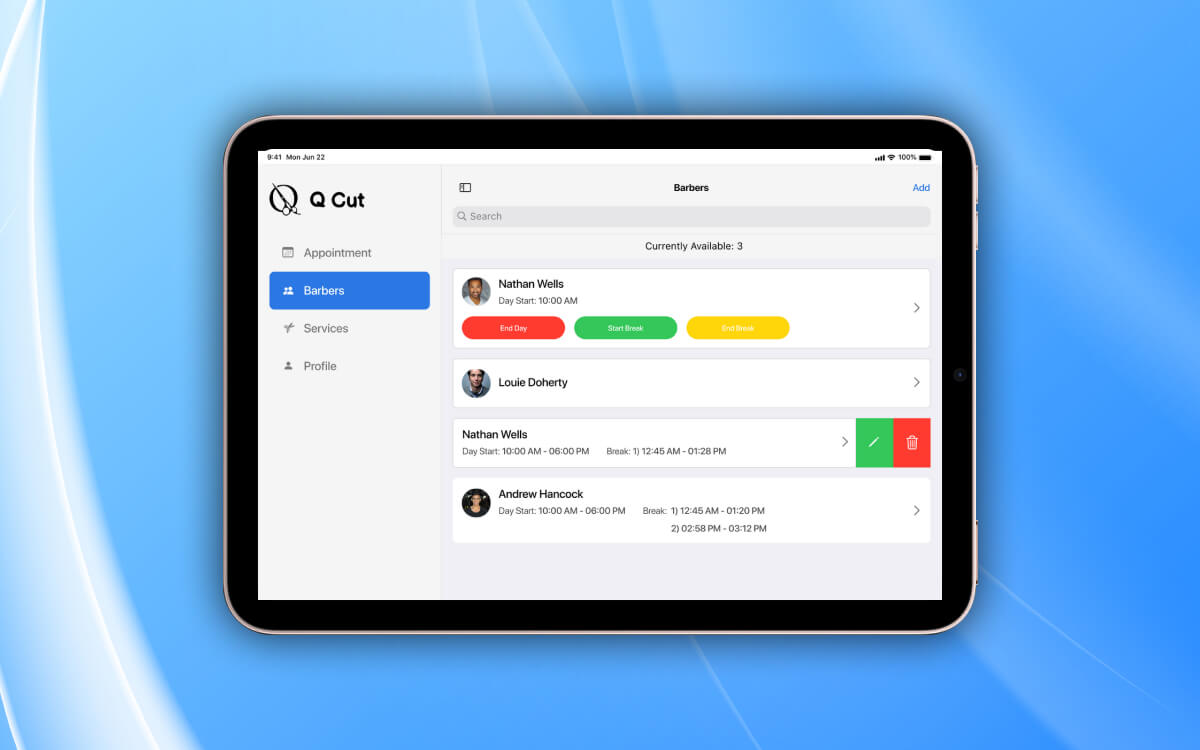 9:41 Mon Jun 22
100%
Q Cut
Barbers
Add
Search
Currently Available: 3
Appointment
Barbers
Services
Profile
Nathan Wells
Day Start: 10:00 AM
End Day
Start Break
End Break
Louie Doherty
Nathan Wells
Day Start: 10:00 AM - 06:00 PM Break: 1) 12:45 AM - 01:28 PM
Andrew Hancock
Day Start: 10:00 AM - 06:00 PM Break: 1) 12:45 AM - 01:20 PM
2) 02:58 PM - 03:12 PM